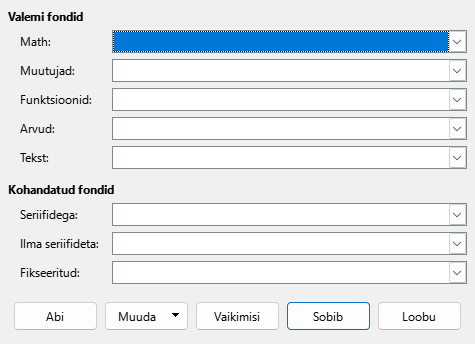 Valemi fondid
Math:
Muutujad:
Funktsioonid:
Arvud:
Tekst:
Kohandatud fondid
Seriifidega:
Ilma seriifideta:
Fikseeritud:
Abi Muuda Vaikimisi Sobib Loobu